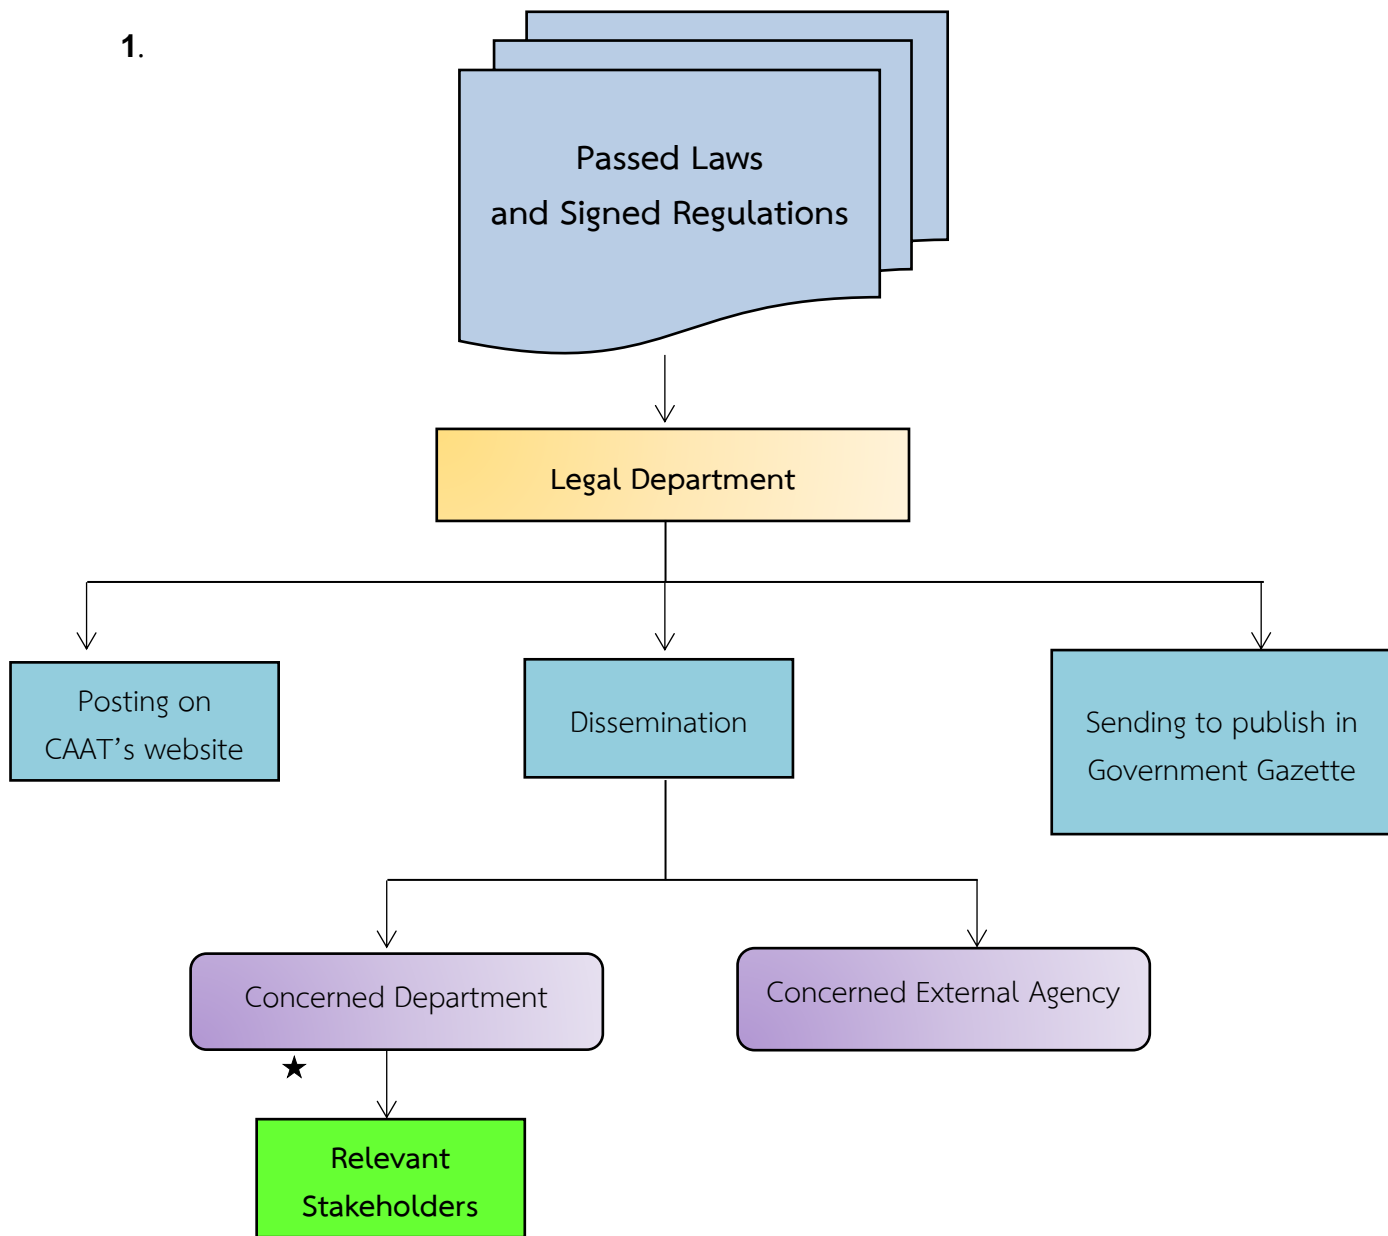 1.
Passed Laws
and Signed Regulations
Legal Department
Posting on
CAAT's website
Dissemination
Sending to publish in
Government Gazette
Concerned Department
Concerned External Agency
★
Relevant
Stakeholders